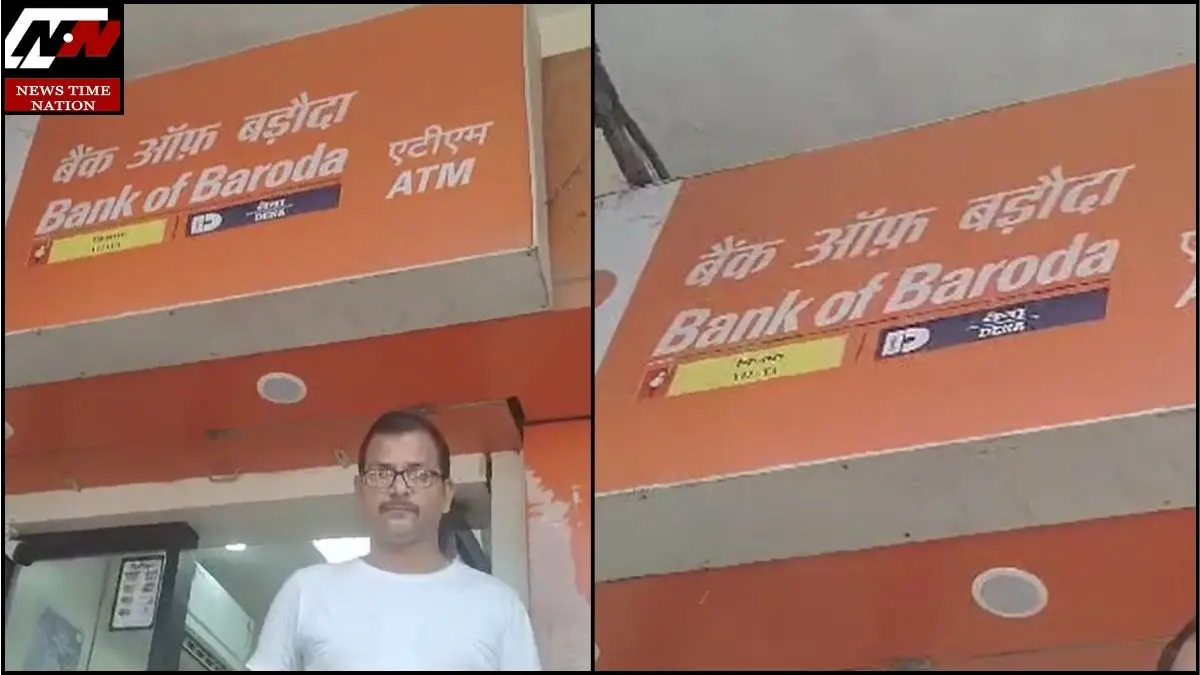 NEWS TIME
NATION
बैंक ऑफ़ बड़ौदा
Bank of Baroda
एटीएम
ATM
DENA
बैंक ऑफ़ बड़ौदा
Bank of Baroda
DENA